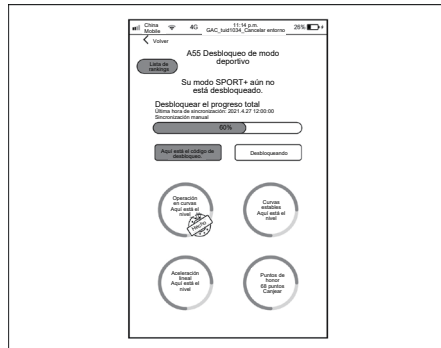 China Mobile 4G 11:14 p.m. 26%
GAC_tuid1034_Cancelar entorno
Volver
A55 Desbloqueo de modo
deportivo
Lista de
rankings
Su modo SPORT+ aún no
está desbloqueado.
Desbloquear el progreso total
Última hora de sincronización: 2021.4.27 12:00:00
Sincronización manual
60%
Aquí está el código de
desbloqueo
Desbloqueando
Operación
en curvas
Aquí está el
nivel
Hecho
Curvas
estables
Aquí está el
nivel
Aceleración
lineal
Aquí está el
nivel
Puntos de
honor
68 puntos
Canjear